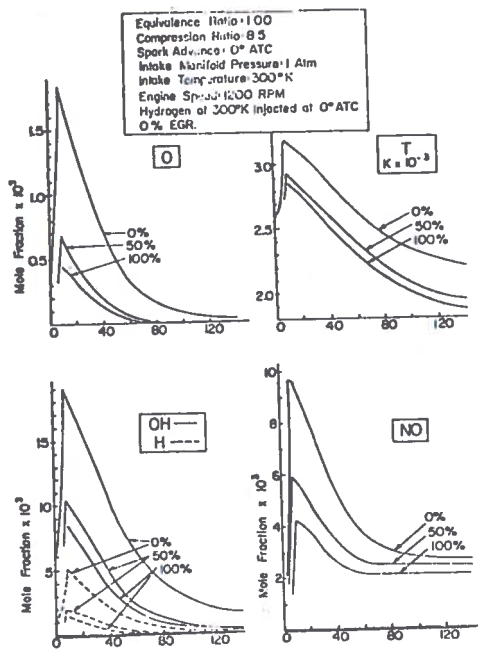 Equivalence Ratio=1.00
Compression Ratio=8.5
Spark Advance=0° ATC
Intake Manifold Pressure=1 Atm
Intake Temperature=300°K
Engine Speed=1200 RPM
Hydrogen at 300°K Injected at 0°ATC
0% EGR.
O
Mole Fraction x 10³
1.5
1.0
0.5
0%
50%
100%
0 40 80 120
T
K x 10⁻³
3.0
2.5
2.0
0%
50%
100%
0 40 80 120
OH
H
Mole Fraction x 10³
15
10
5
0%
50%
100%
0 40 80 120
NO
Mole Fraction x 10³
10
8
6
4
2
0%
50%
100%
0 40 80 120